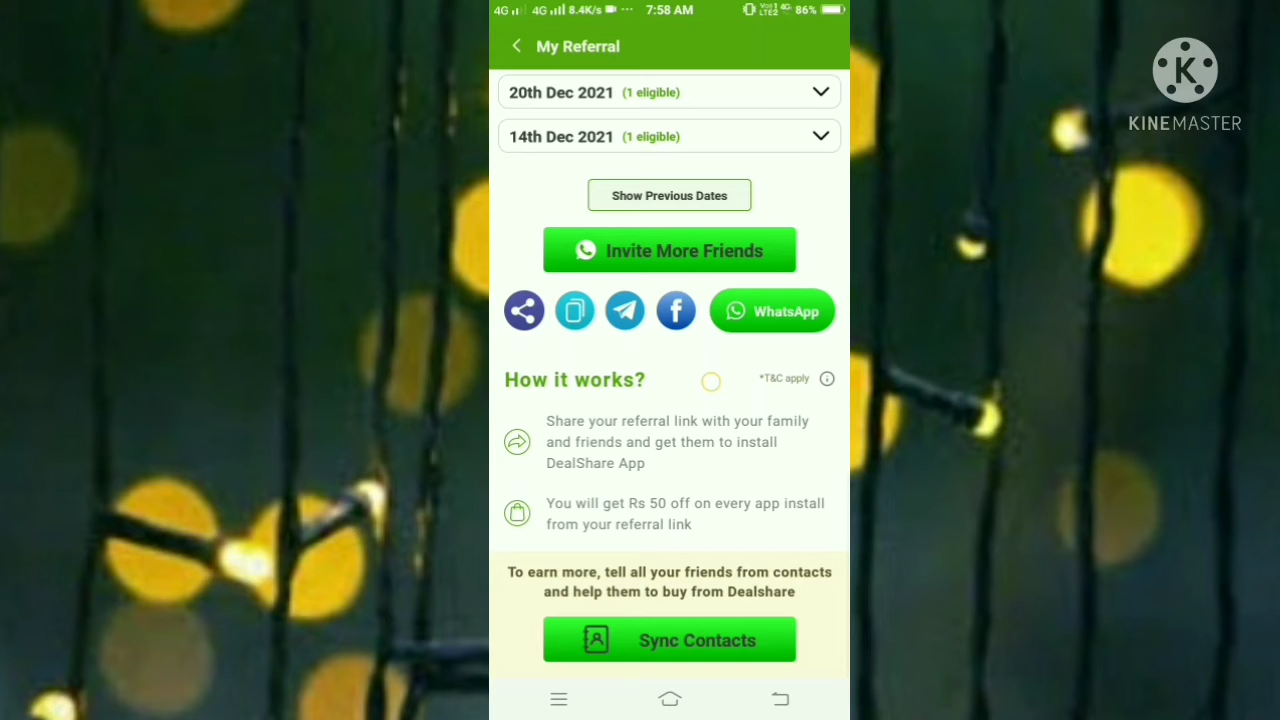 4G 4G 8.4K/s ··· 7:58 AM 4G 86%
My Referral
20th Dec 2021 (1 eligible)
14th Dec 2021 (1 eligible)
Show Previous Dates
Invite More Friends
WhatsApp
How it works? *T&C apply
Share your referral link with your family
and friends and get them to install
DealShare App
You will get Rs 50 off on every app install
from your referral link
To earn more, tell all your friends from contacts
and help them to buy from Dealshare
Sync Contacts
K
KINEMASTER